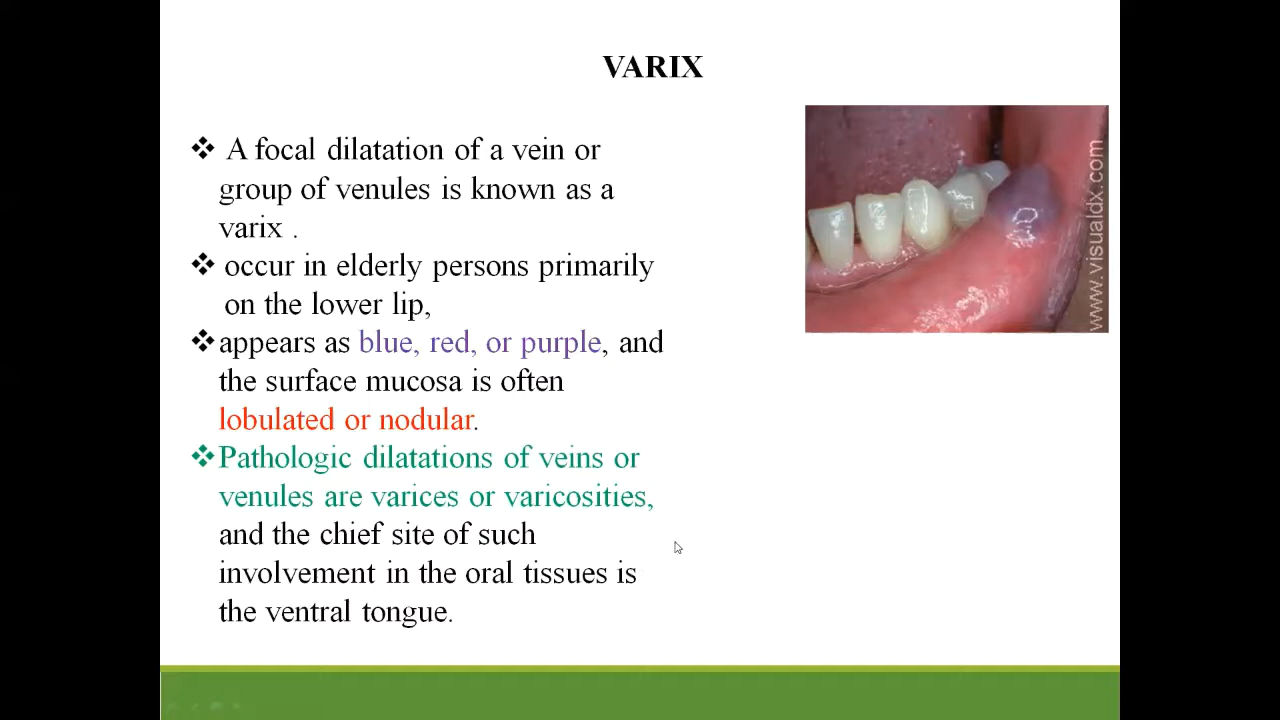 VARIX
❖ A focal dilatation of a vein or
group of venules is known as a
varix .
❖ occur in elderly persons primarily
on the lower lip,
❖appears as blue, red, or purple, and
the surface mucosa is often
lobulated or nodular.
❖Pathologic dilatations of veins or
venules are varices or varicosities,
and the chief site of such
involvement in the oral tissues is
the ventral tongue.
www.visualdx.com